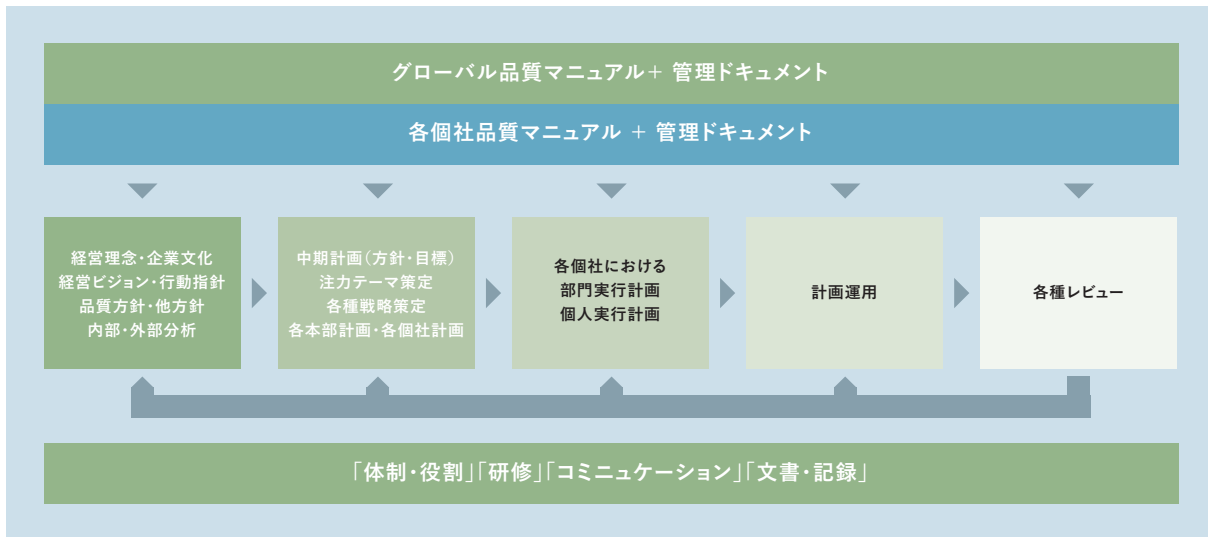 グローバル品質マニュアル＋ 管理ドキュメント
各個社品質マニュアル ＋ 管理ドキュメント
経営理念・企業文化
経営ビジョン・行動指針
品質方針・他方針
内部・外部分析
中期計画（方針・目標）
注力テーマ策定
各種戦略策定
各本部計画・各個社計画
各個社における
部門実行計画
個人実行計画
計画運用
各種レビュー
「体制・役割」「研修」「コミニュケーション」「文書・記録」